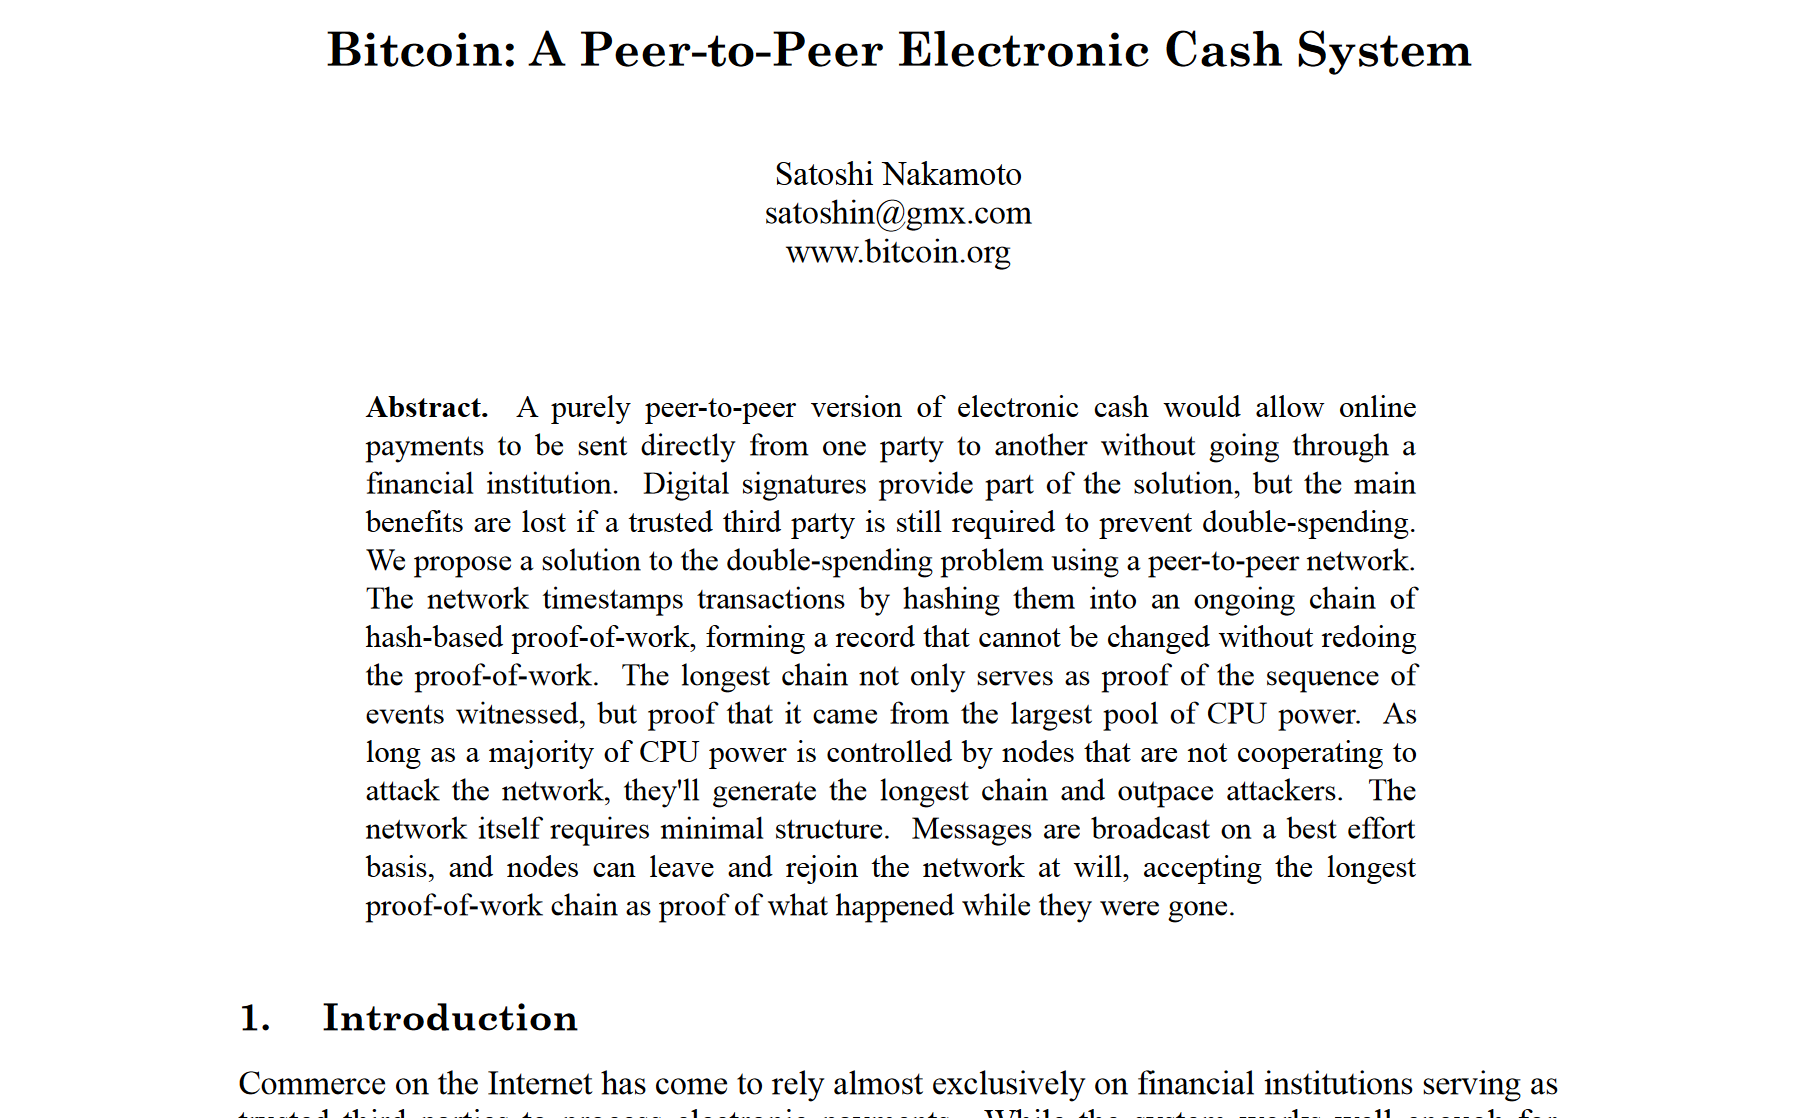 Bitcoin: A Peer-to-Peer Electronic Cash System
Satoshi Nakamoto
satoshin@gmx.com
www.bitcoin.org
Abstract. A purely peer-to-peer version of electronic cash would allow online
payments to be sent directly from one party to another without going through a
financial institution. Digital signatures provide part of the solution, but the main
benefits are lost if a trusted third party is still required to prevent double-spending.
We propose a solution to the double-spending problem using a peer-to-peer network.
The network timestamps transactions by hashing them into an ongoing chain of
hash-based proof-of-work, forming a record that cannot be changed without redoing
the proof-of-work. The longest chain not only serves as proof of the sequence of
events witnessed, but proof that it came from the largest pool of CPU power. As
long as a majority of CPU power is controlled by nodes that are not cooperating to
attack the network, they'll generate the longest chain and outpace attackers. The
network itself requires minimal structure. Messages are broadcast on a best effort
basis, and nodes can leave and rejoin the network at will, accepting the longest
proof-of-work chain as proof of what happened while they were gone.
1. Introduction
Commerce on the Internet has come to rely almost exclusively on financial institutions serving as